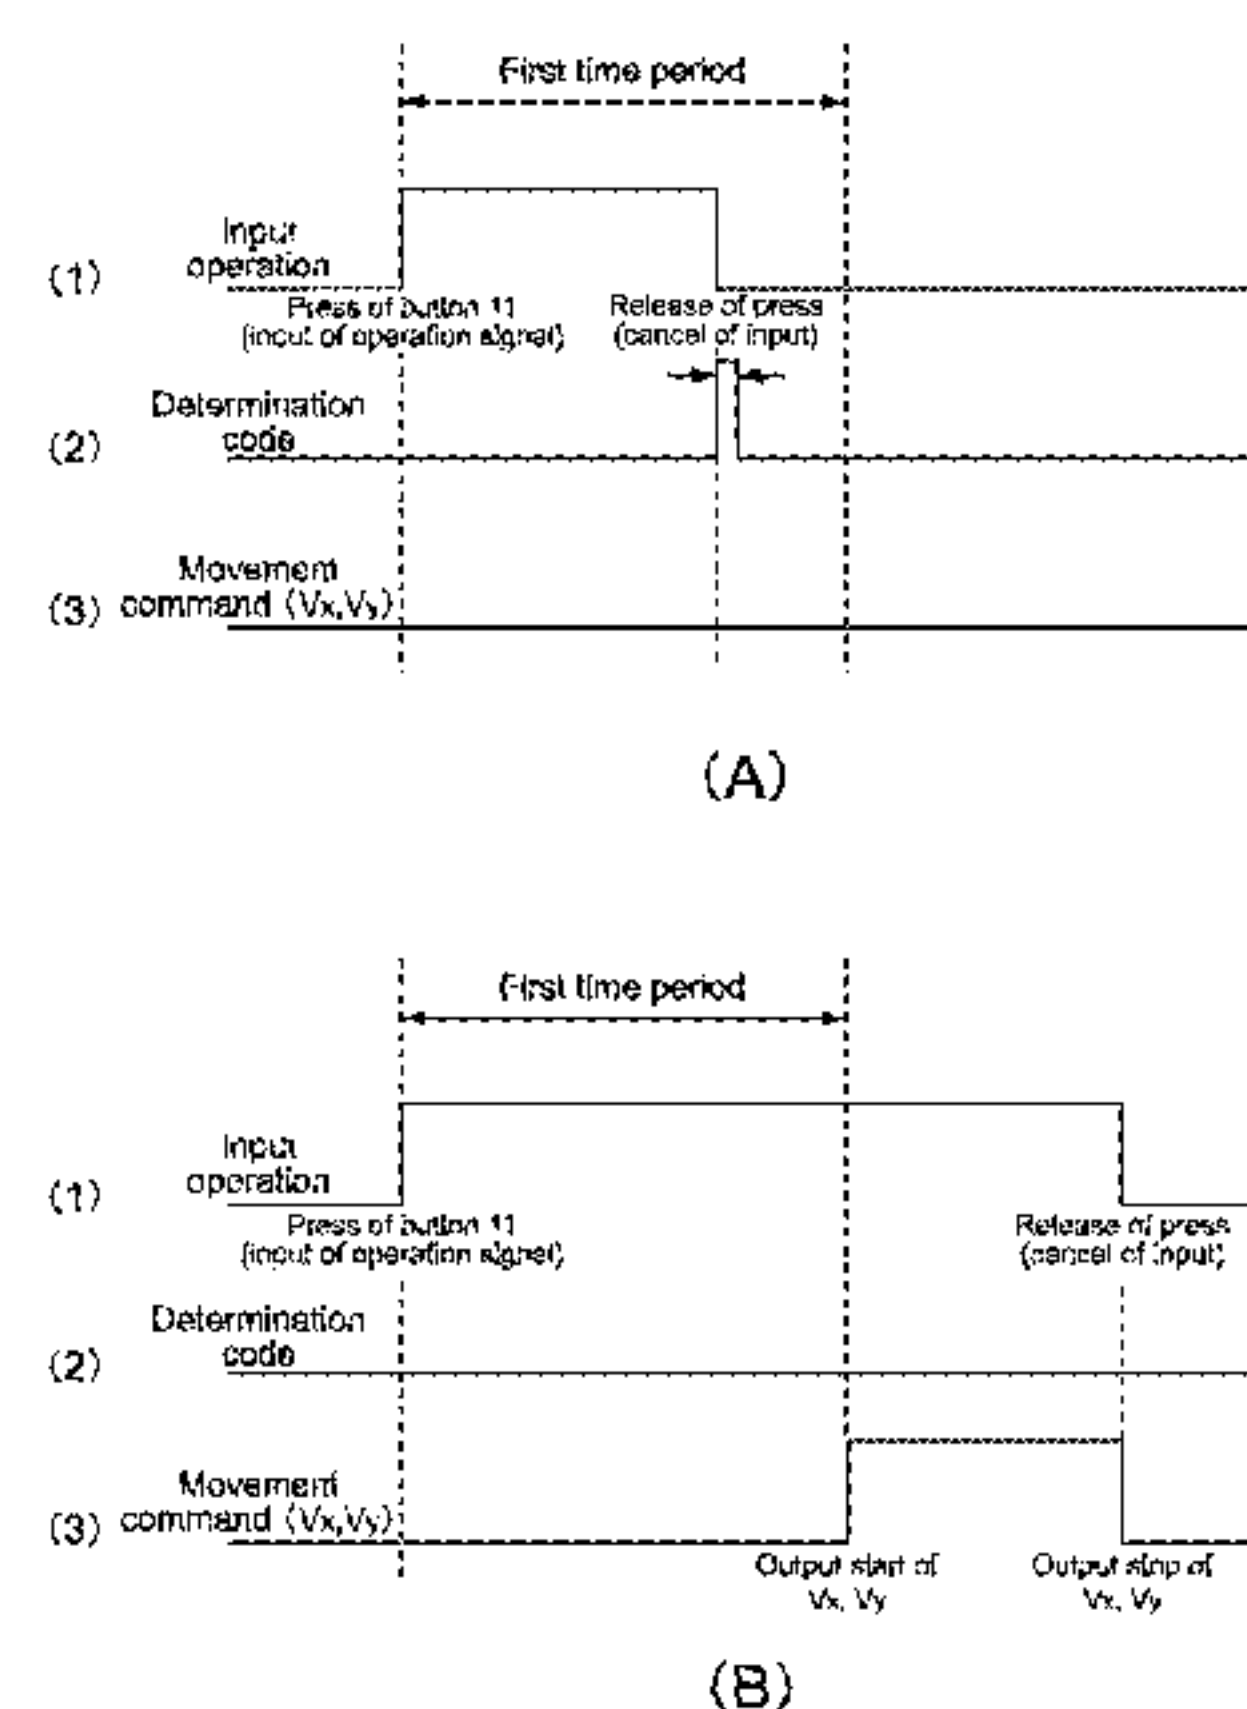 First time period
Input
operation
(1)
Press of button 11
(input of operation signal)
Release of press
(cancel of input)
Determination
code
(2)
Movement
(3) command (Vx,Vy)
(A)
First time period
Input
operation
(1)
Press of button 11
(input of operation signal)
Release of press
(cancel of input)
Determination
code
(2)
Movement
(3) command (Vx,Vy)
Output start of
Vx, Vy
Output stop of
Vx, Vy
(B)